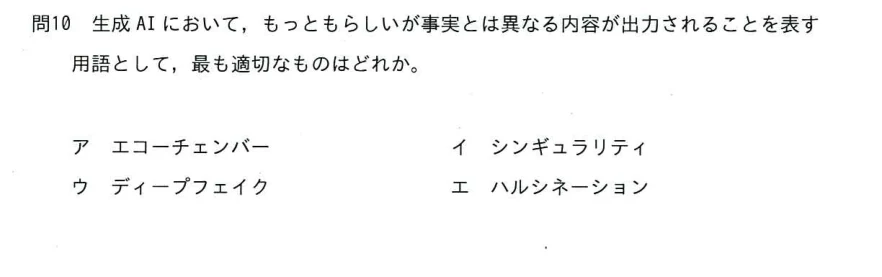 問10 生成 AI において，もっともらしいが事実とは異なる内容が出力されることを表す
用語として，最も適切なものはどれか。
ア エコーチェンバー イ シンギュラリティ
ウ ディープフェイク エ ハルシネーション